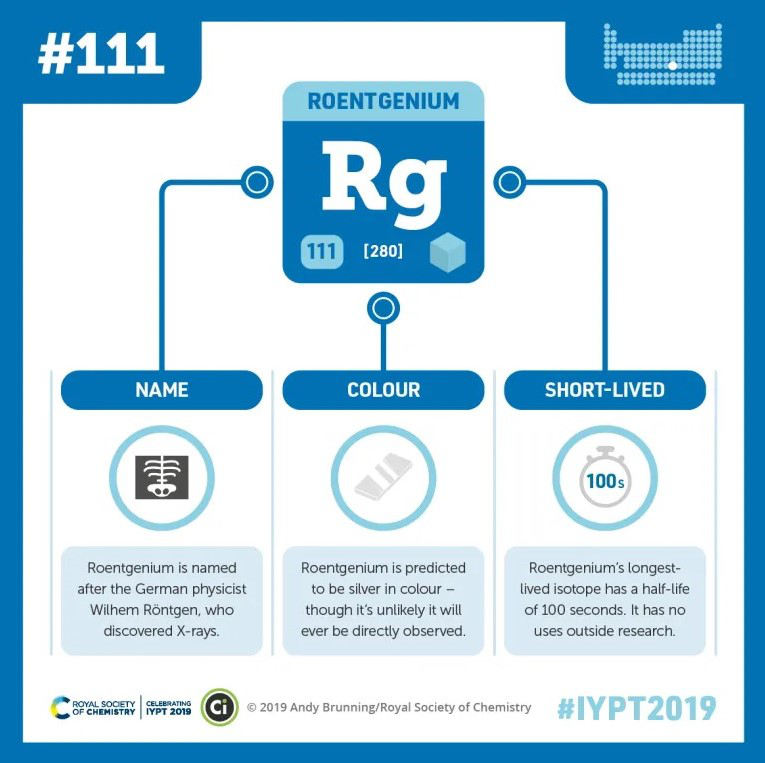 #111
ROENTGENIUM
Rg
111
[280]
NAME
COLOUR
SHORT-LIVED
100s
Roentgenium is named
after the German physicist
Wilhem Röntgen, who
discovered X-rays.
Roentgenium is predicted
to be silver in colour –
though it's unlikely it will
ever be directly observed.
Roentgenium's longest-
lived isotope has a half-life
of 100 seconds. It has no
uses outside research.
ROYAL SOCIETY
OF CHEMISTRY
CELEBRATING
IYPT 2019
Ci
© 2019 Andy Brunning/Royal Society of Chemistry
#IYPT2019